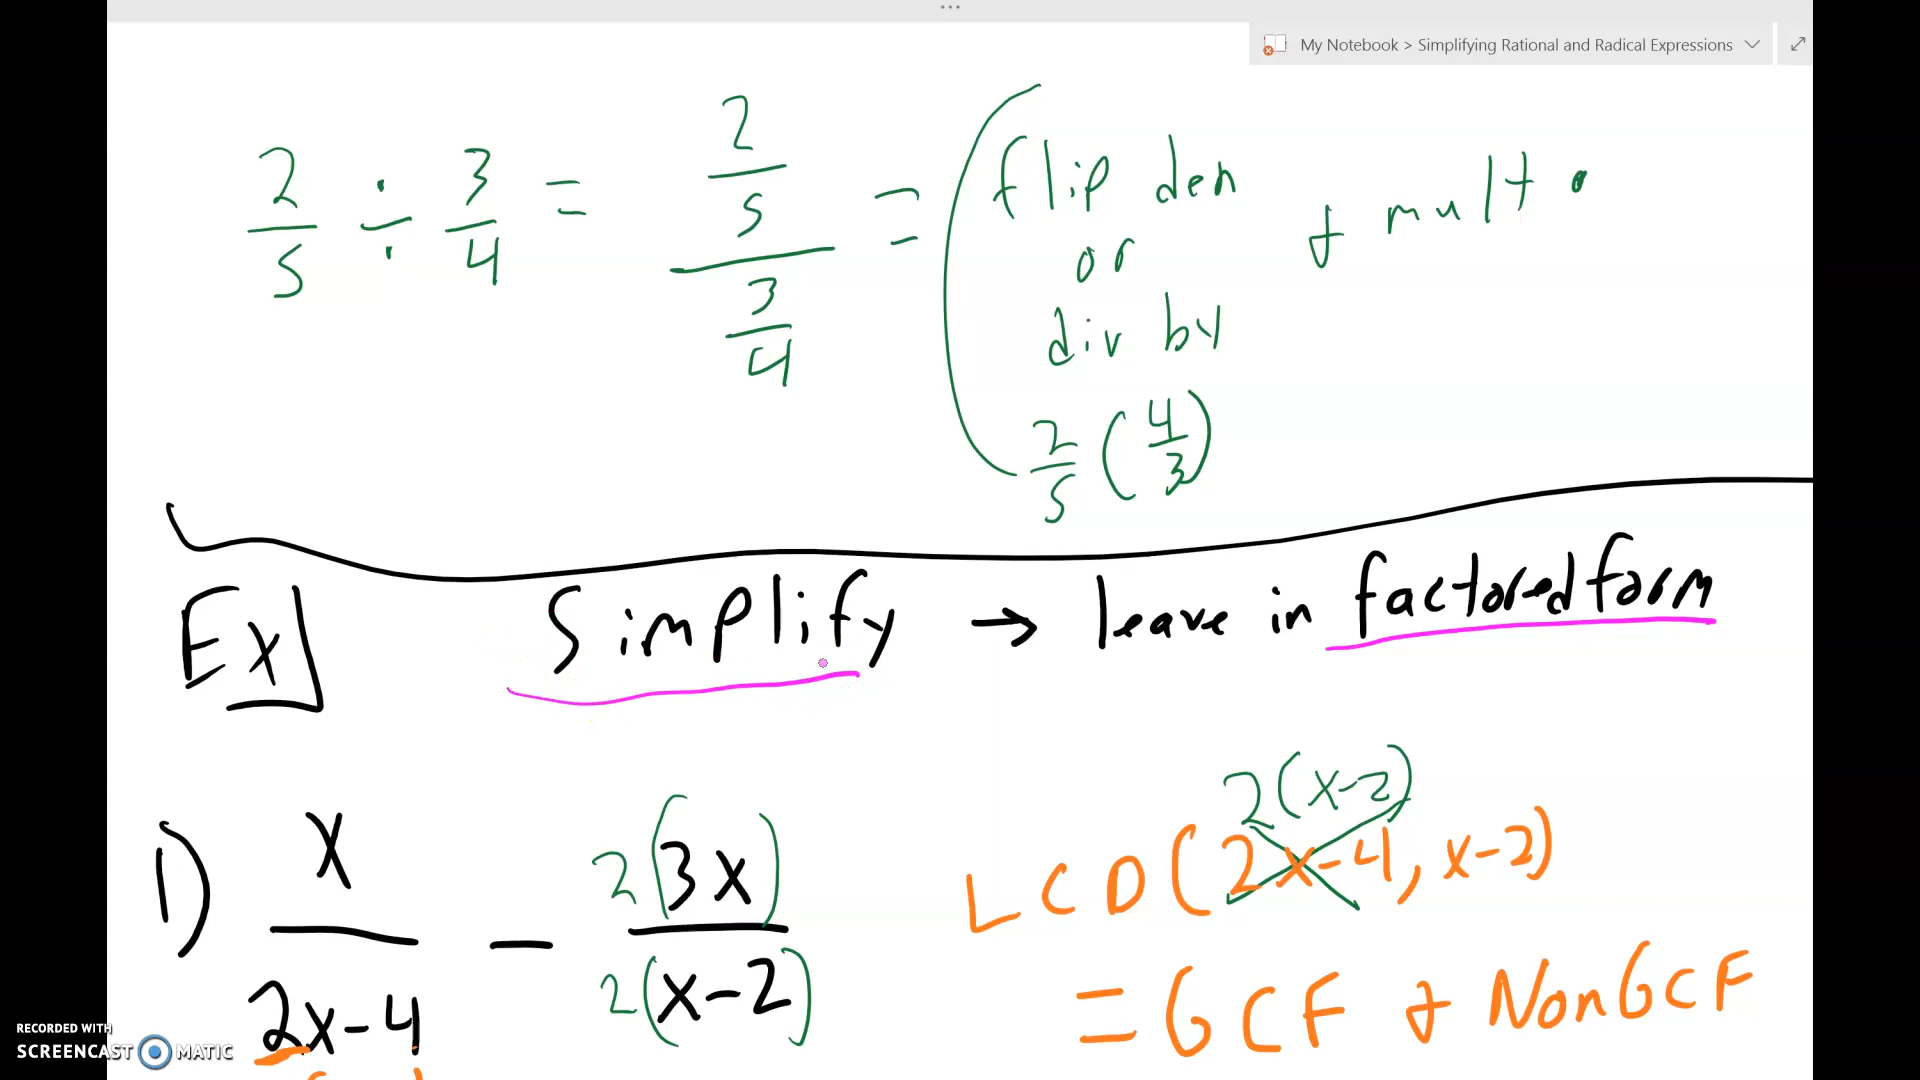 My Notebook > Simplifying Rational and Radical Expressions
2/5 ÷ 3/4 = (2/5)/(3/4) = ( flip den & mult •
or
div by
2/5 (4/3)
Ex] Simplify → leave in factored form
1) x/(2x-4) - 2(3x)/2(x-2)
2(x-2)
LCD(2x-4, x-2)
= GCF & NonGCF
RECORDED WITH
SCREENCAST MATIC